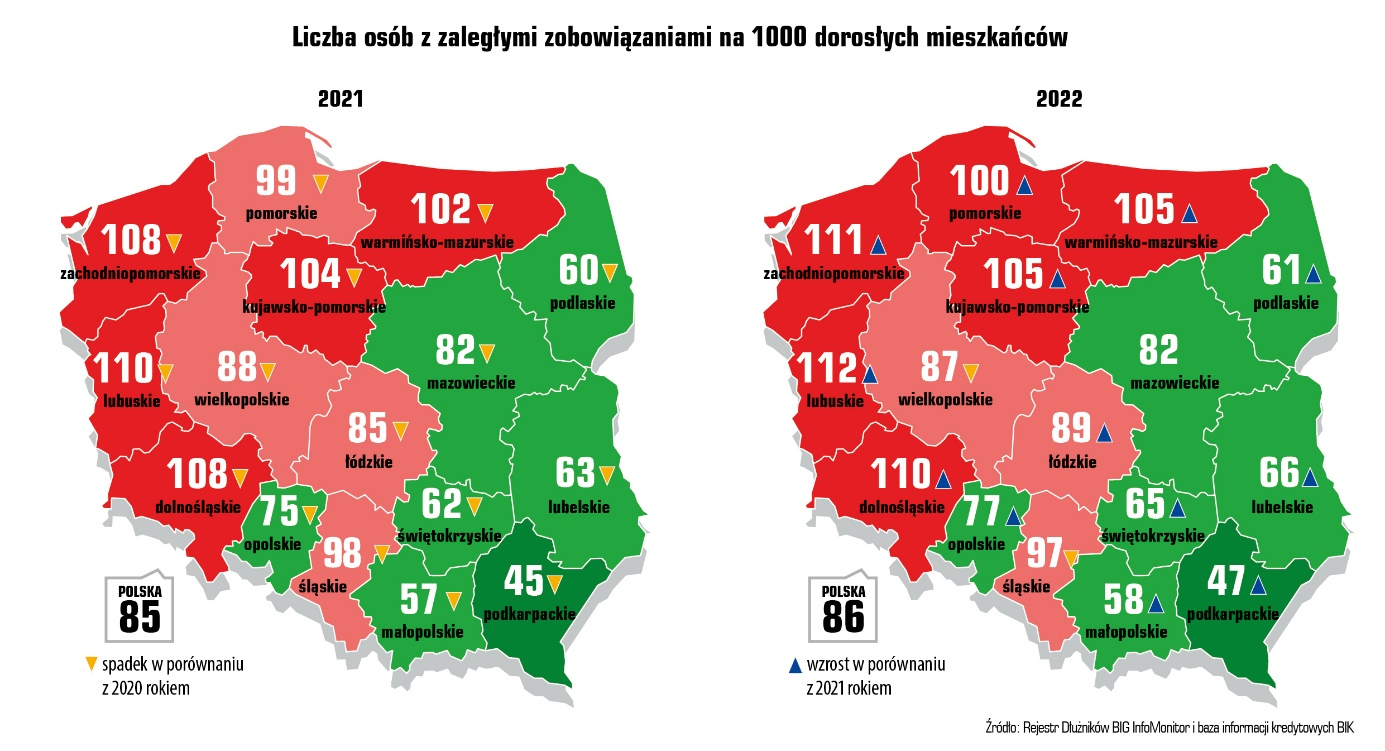 Liczba osób z zaległymi zobowiązaniami na 1000 dorosłych mieszkańców
2021
99
pomorskie
102
warmińsko-mazurskie
108
zachodniopomorskie
104
kujawsko-pomorskie
60
podlaskie
82
mazowieckie
110
lubuskie
88
wielkopolskie
85
łódzkie
108
dolnośląskie
63
lubelskie
75
opolskie
62
świętokrzyskie
98
śląskie
57
małopolskie
45
podkarpackie
POLSKA
85
spadek w porównaniu
z 2020 rokiem
2022
100
pomorskie
105
warmińsko-mazurskie
111
zachodniopomorskie
105
kujawsko-pomorskie
61
podlaskie
82
mazowieckie
112
lubuskie
87
wielkopolskie
89
łódzkie
110
dolnośląskie
66
lubelskie
77
opolskie
65
świętokrzyskie
97
śląskie
58
małopolskie
47
podkarpackie
POLSKA
86
wzrost w porównaniu
z 2021 rokiem
Źródło: Rejestr Dłużników BIG InfoMonitor i baza informacji kredytowych BIK